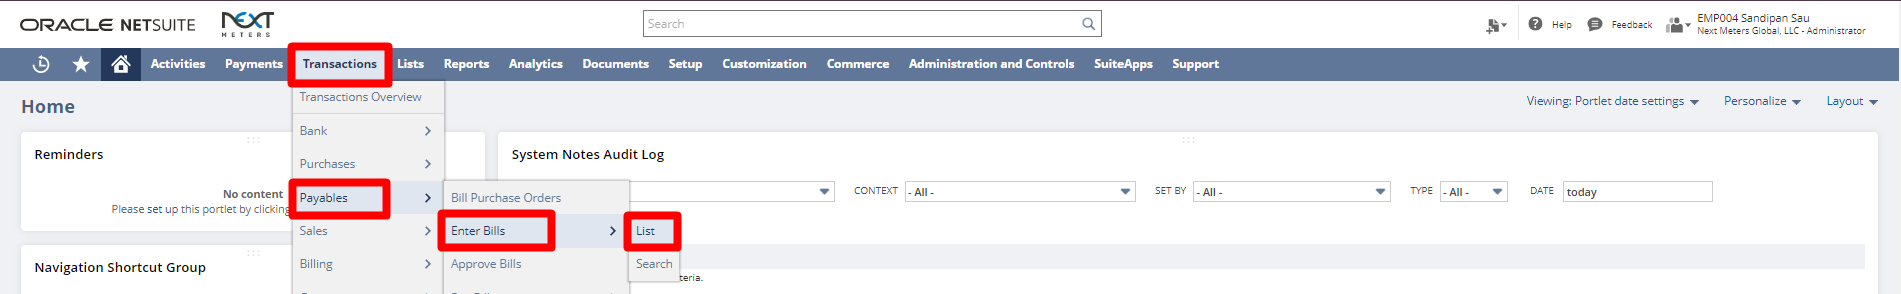 ORACLE NETSUITE
NEXT
METERS
Search
Help
Feedback
EMP004 Sandipan Sau
Next Meters Global, LLC - Administrator
Activities
Payments
Transactions
Lists
Reports
Analytics
Documents
Setup
Customization
Commerce
Administration and Controls
SuiteApps
Support
Home
Viewing: Portlet date settings
Personalize
Layout
Transactions Overview
Bank
Purchases
Payables
Sales
Billing
Bill Purchase Orders
Enter Bills
Approve Bills
List
Search
Reminders
No content
Please set up this portlet by clicking
Navigation Shortcut Group
System Notes Audit Log
CONTEXT
- All -
SET BY
- All -
TYPE
- All -
DATE
today
teria.